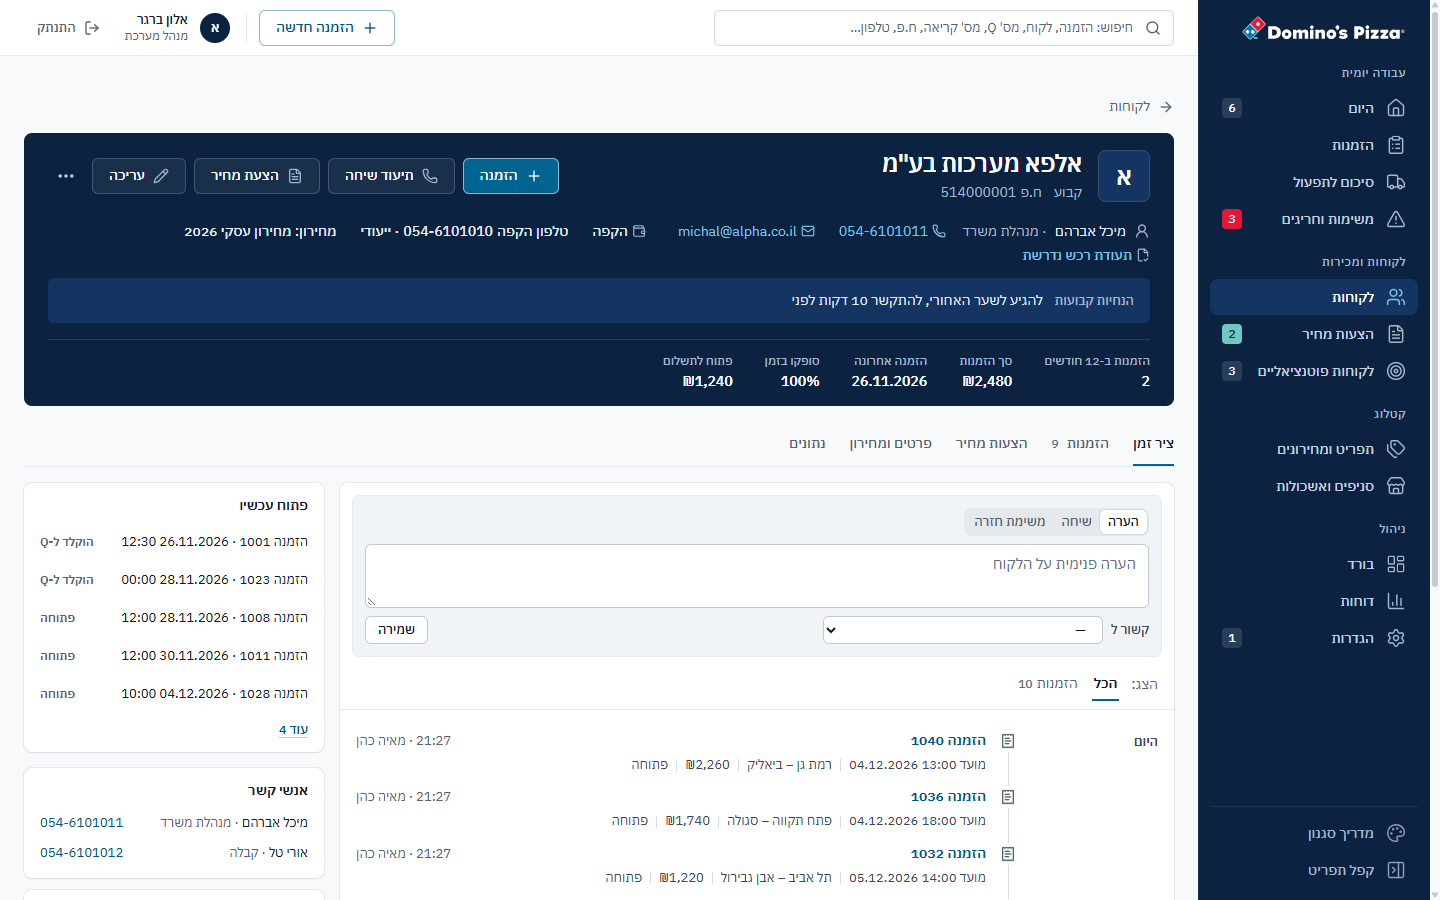 Domino's Pizza
עבודה יומית
היום 6
הזמנות
סיכום לתפעול
משימות וחריגים 3
לקוחות ומכירות
לקוחות
הצעות מחיר 2
לקוחות פוטנציאליים 3
קטלוג
תפריט ומחירונים
סניפים ואשכולות
ניהול
בורד
דוחות
הגדרות 1
מדריך סגנון
קפל תפריט
חיפוש: הזמנה, לקוח, מס' Q, מס' קריאה, ח.פ, טלפון...
הזמנה חדשה
א
אלון ברגר
מנהל מערכת
התנתק
לקוחות
א
אלפא מערכות בע"מ
קבוע ח.פ 514000001
הזמנה
תיעוד שיחה
הצעת מחיר
עריכה
מיכל אברהם · מנהלת משרד 054-6101011 michal@alpha.co.il הקפה טלפון הקפה 054-6101010 · ייעודי מחירון: מחירון עסקי 2026
תעודת רכש נדרשת
הנחיות קבועות להגיע לשער האחורי, להתקשר 10 דקות לפני
הזמנות ב-12 חודשים סך הזמנות הזמנה אחרונה סופקו בזמן פתוח לתשלום
2 ₪2,480 26.11.2026 100% ₪1,240
ציר זמן הזמנות 9 הצעות מחיר פרטים ומחירון נתונים
הערה שיחה משימת חזרה
הערה פנימית על הלקוח
קשור ל — שמירה
הצג: הכל הזמנות 10
היום
הזמנה 1040 21:27 · מאיה כהן
מועד 04.12.2026 13:00 | רמת גן – ביאליק | ₪2,260 | פתוחה
הזמנה 1036 21:27 · מאיה כהן
מועד 04.12.2026 18:00 | פתח תקווה – סגולה | ₪1,740 | פתוחה
הזמנה 1032 21:27 · מאיה כהן
מועד 05.12.2026 14:00 | תל אביב – אבן גבירול | ₪1,220 | פתוחה
פתוח עכשיו
הזמנה 1001 · 26.11.2026 12:30 הוקלד ל-Q
הזמנה 1023 · 28.11.2026 00:00 הוקלד ל-Q
הזמנה 1008 · 28.11.2026 12:00 פתוחה
הזמנה 1011 · 30.11.2026 12:00 פתוחה
הזמנה 1028 · 04.12.2026 10:00 פתוחה
עוד 4
אנשי קשר
מיכל אברהם · מנהלת משרד 054-6101011
אורי טל · קבלה 054-6101012